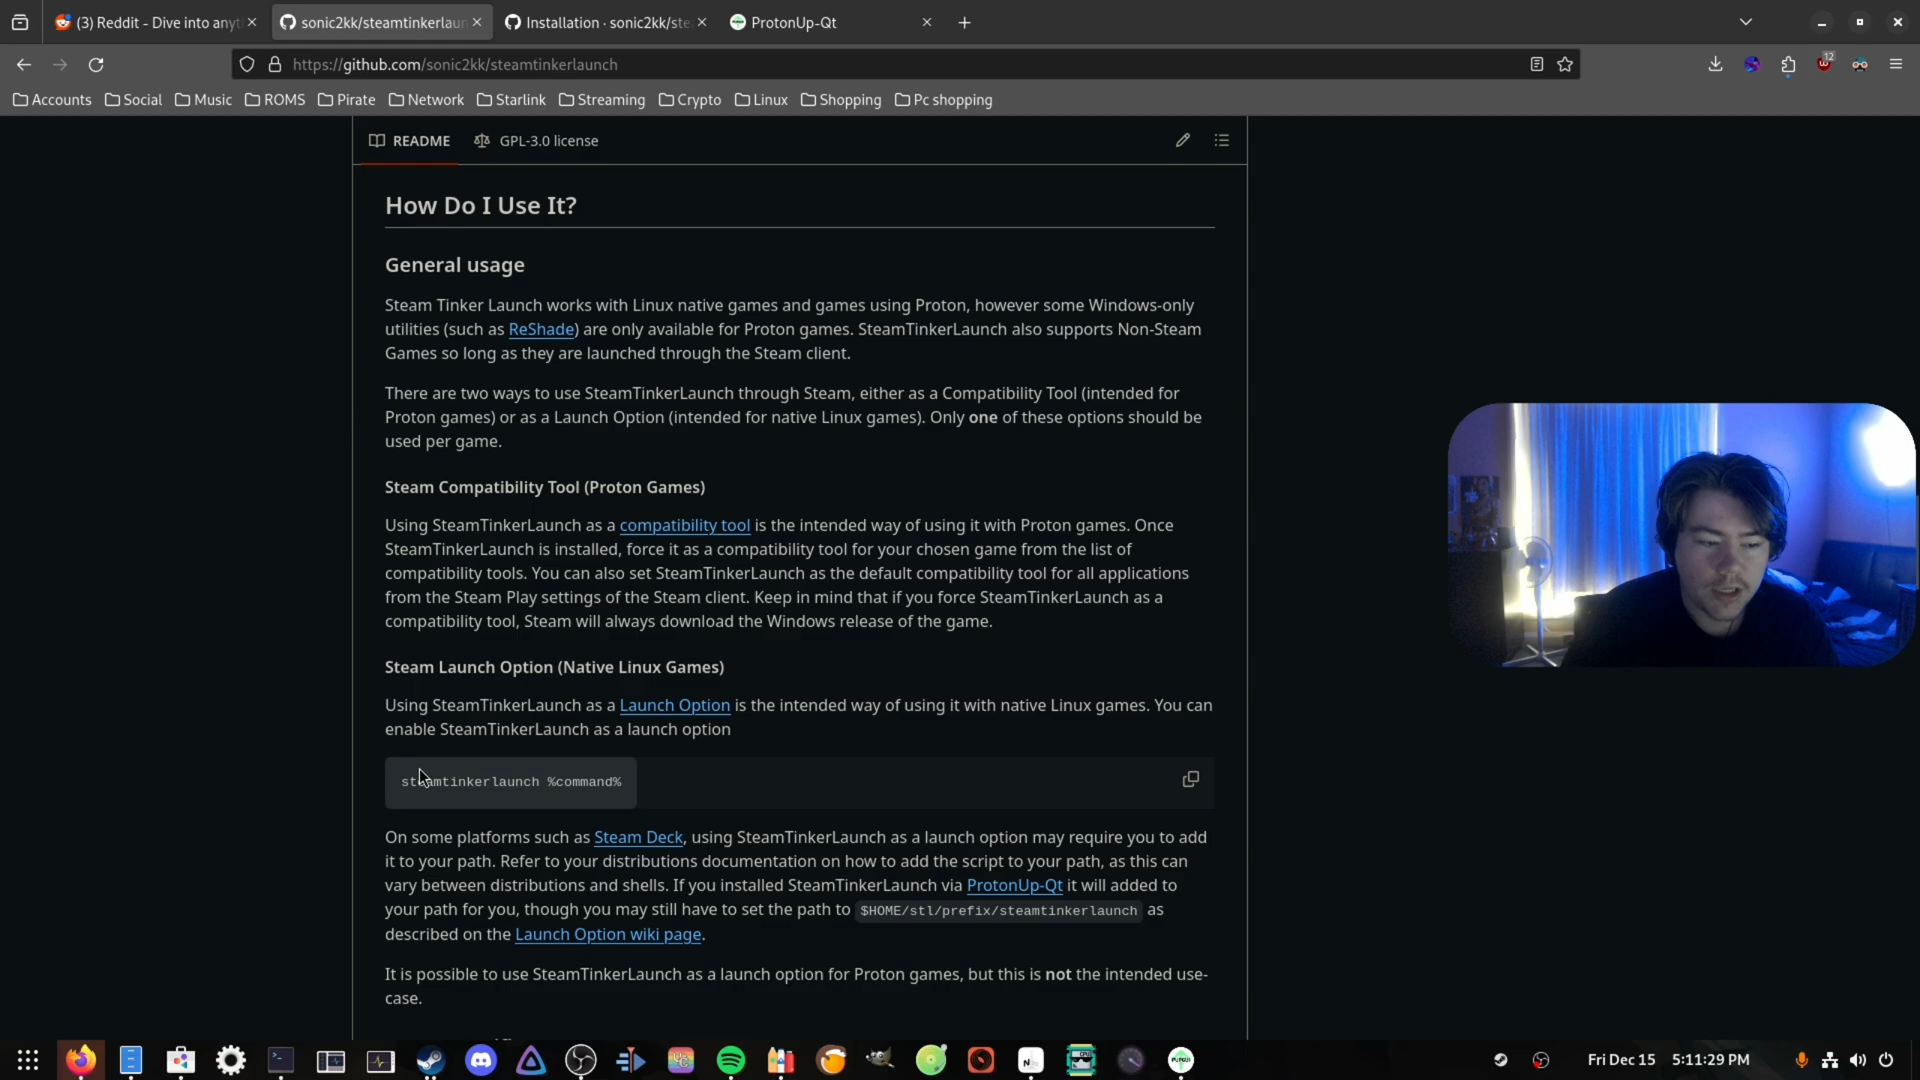 (3) Reddit - Dive into anyt
sonic2kk/steamtinkerlaun
Installation · sonic2kk/ste
ProtonUp-Qt
https://github.com/sonic2kk/steamtinkerlaunch
12
Accounts
Social
Music
ROMS
Pirate
Network
Starlink
Streaming
Crypto
Linux
Shopping
Pc shopping
README
GPL-3.0 license
How Do I Use It?
General usage
Steam Tinker Launch works with Linux native games and games using Proton, however some Windows-only
utilities (such as ReShade) are only available for Proton games. SteamTinkerLaunch also supports Non-Steam
Games so long as they are launched through the Steam client.
There are two ways to use SteamTinkerLaunch through Steam, either as a Compatibility Tool (intended for
Proton games) or as a Launch Option (intended for native Linux games). Only one of these options should be
used per game.
Steam Compatibility Tool (Proton Games)
Using SteamTinkerLaunch as a compatibility tool is the intended way of using it with Proton games. Once
SteamTinkerLaunch is installed, force it as a compatibility tool for your chosen game from the list of
compatibility tools. You can also set SteamTinkerLaunch as the default compatibility tool for all applications
from the Steam Play settings of the Steam client. Keep in mind that if you force SteamTinkerLaunch as a
compatibility tool, Steam will always download the Windows release of the game.
Steam Launch Option (Native Linux Games)
Using SteamTinkerLaunch as a Launch Option is the intended way of using it with native Linux games. You can
enable SteamTinkerLaunch as a launch option
steamtinkerlaunch %command%
On some platforms such as Steam Deck, using SteamTinkerLaunch as a launch option may require you to add
it to your path. Refer to your distributions documentation on how to add the script to your path, as this can
vary between distributions and shells. If you installed SteamTinkerLaunch via ProtonUp-Qt it will added to
your path for you, though you may still have to set the path to $HOME/stl/prefix/steamtinkerlaunch as
described on the Launch Option wiki page.
It is possible to use SteamTinkerLaunch as a launch option for Proton games, but this is not the intended use-
case.
Fri Dec 15 5:11:29 PM